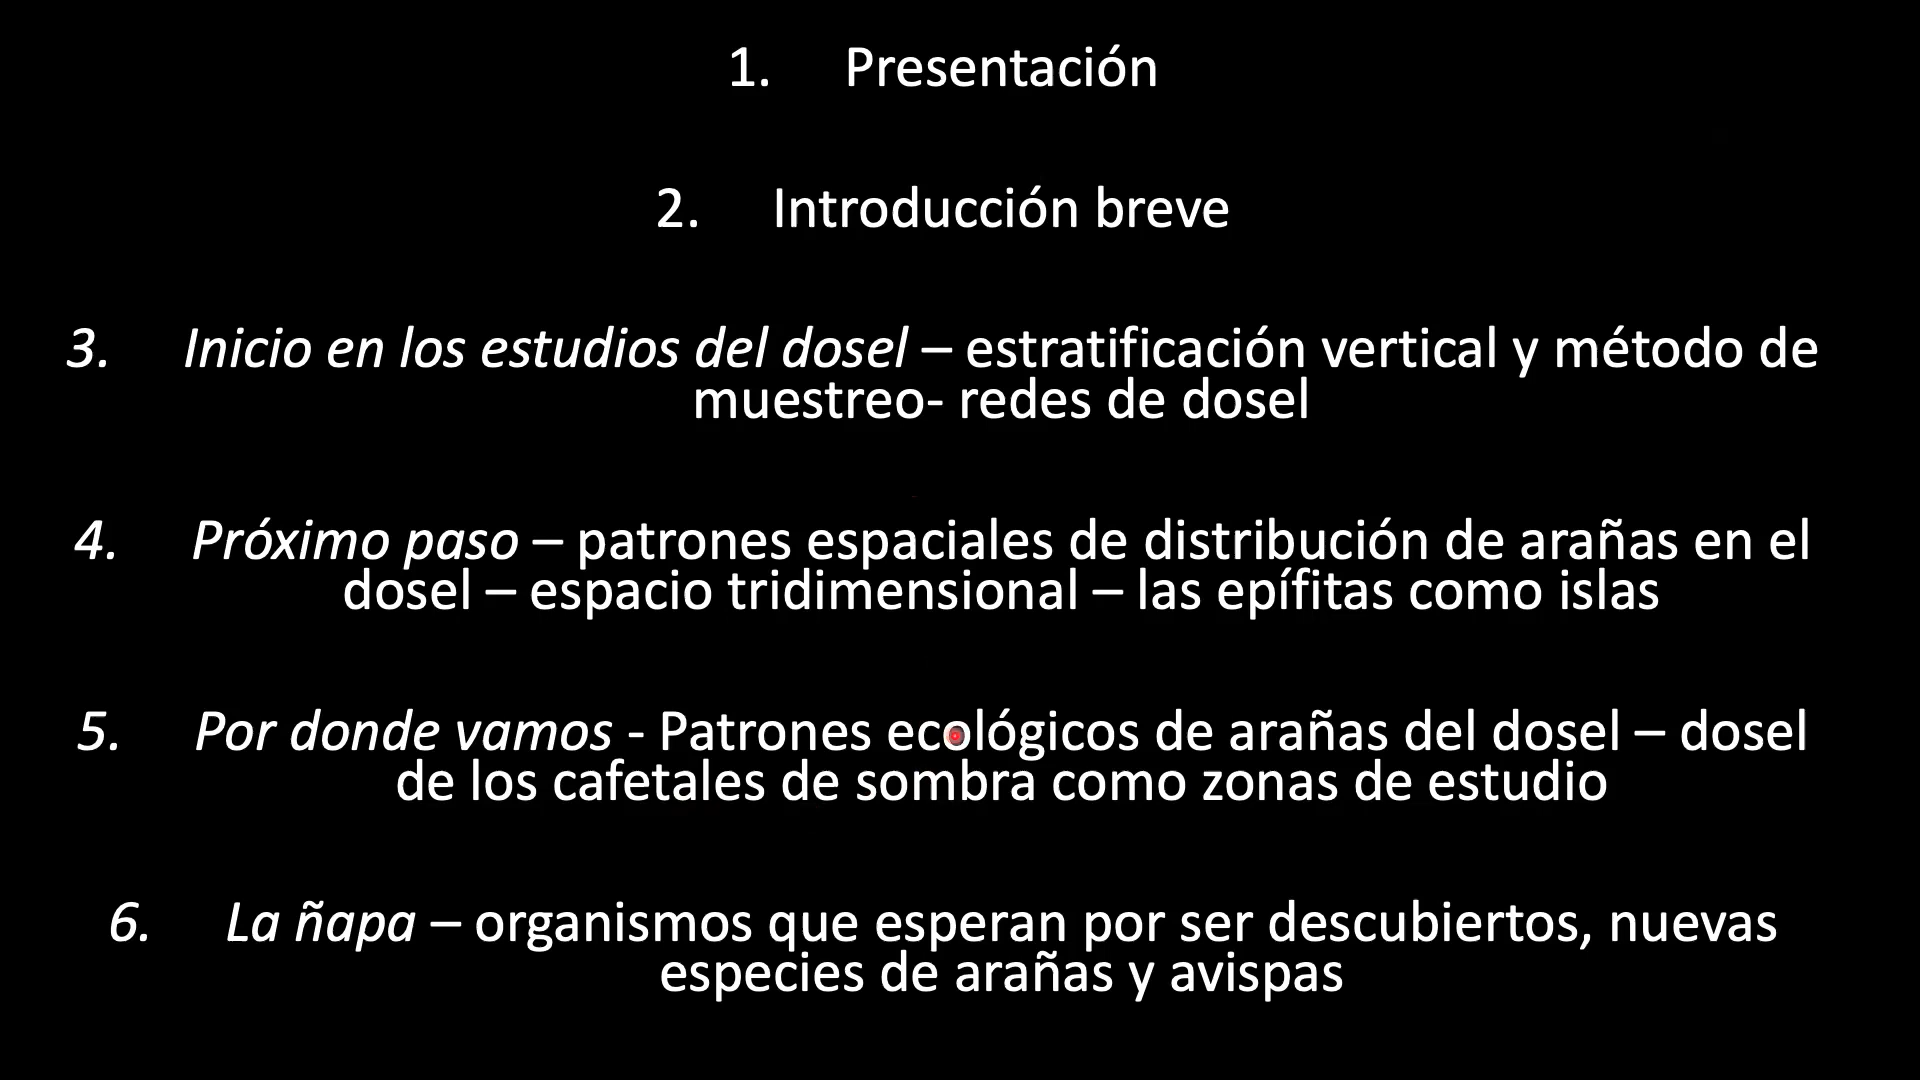 1. Presentación
2. Introducción breve
3. Inicio en los estudios del dosel – estratificación vertical y método de
muestreo- redes de dosel
4. Próximo paso – patrones espaciales de distribución de arañas en el
dosel – espacio tridimensional – las epífitas como islas
5. Por donde vamos - Patrones ecológicos de arañas del dosel – dosel
de los cafetales de sombra como zonas de estudio
6. La ñapa – organismos que esperan por ser descubiertos, nuevas
especies de arañas y avispas